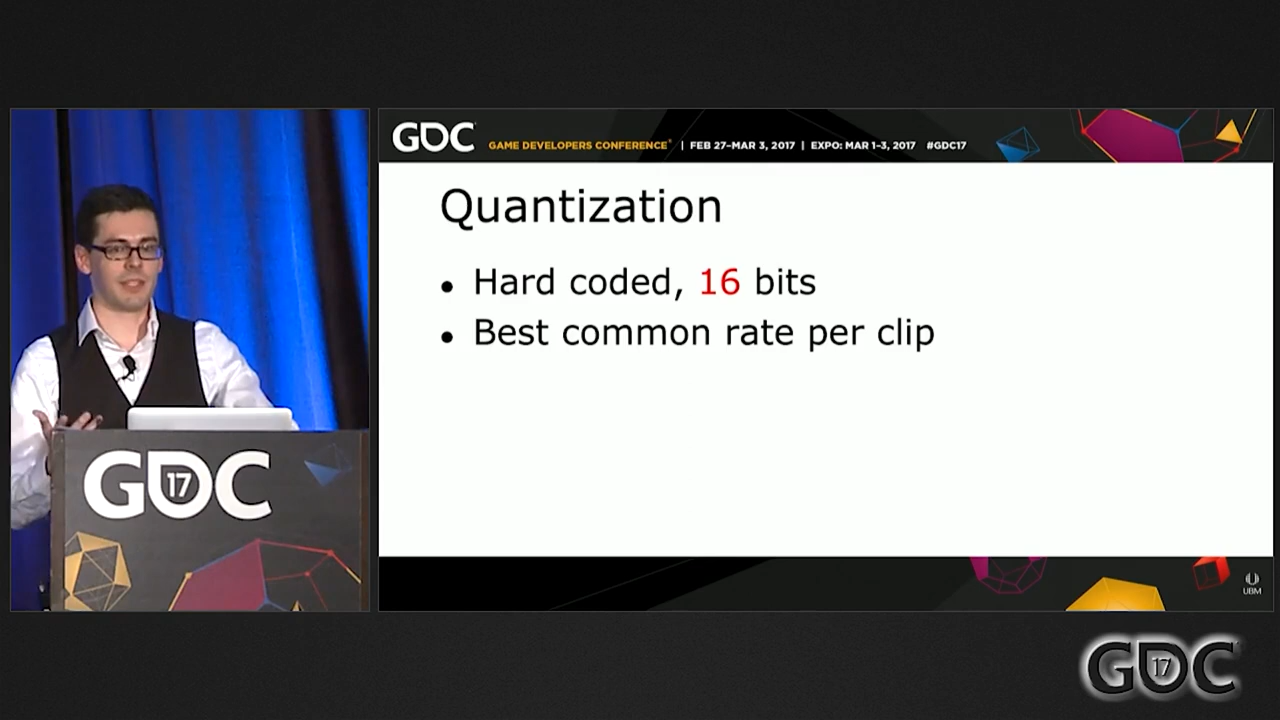 GDC
GAME DEVELOPERS CONFERENCE® | FEB 27–MAR 3, 2017 | EXPO: MAR 1–3, 2017 #GDC17
Quantization
• Hard coded, 16 bits
• Best common rate per clip
GDC
17
UBM
GDC
17